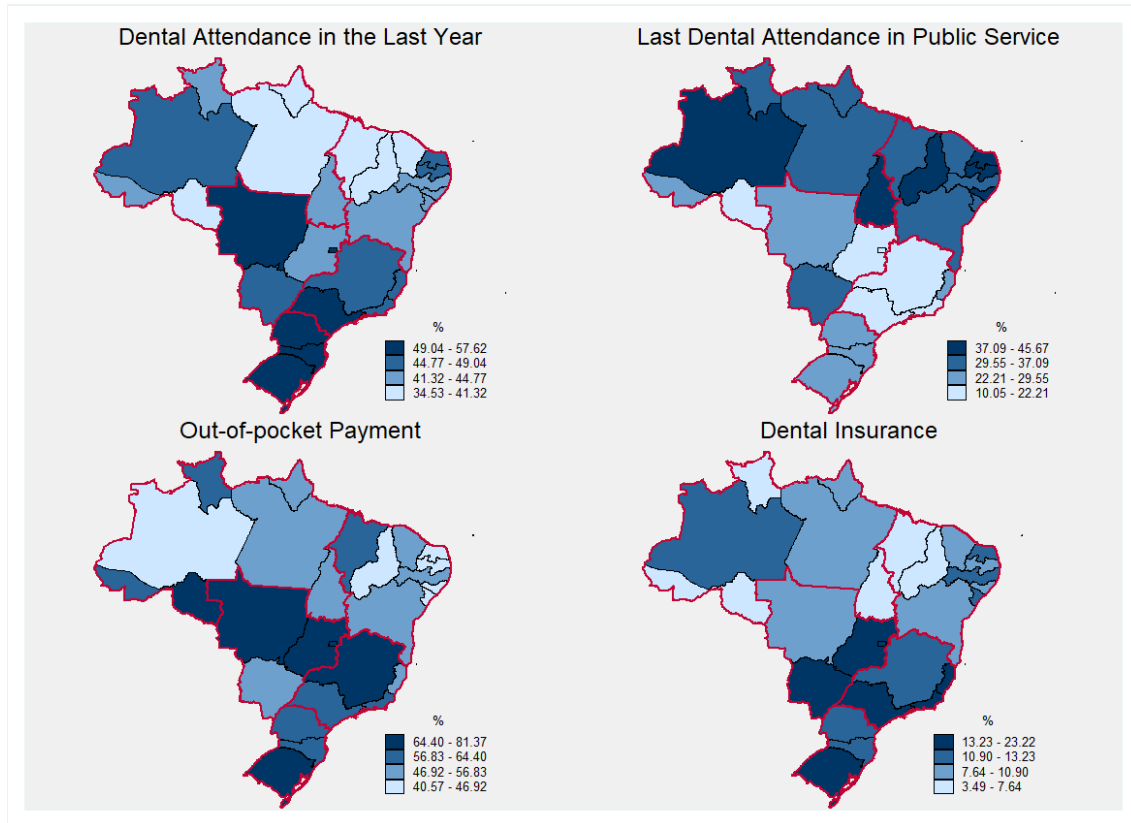 Dental Attendance in the Last Year
%
49.04 - 57.62
44.77 - 49.04
41.32 - 44.77
34.53 - 41.32
Last Dental Attendance in Public Service
%
37.09 - 45.67
29.55 - 37.09
22.21 - 29.55
10.05 - 22.21
Out-of-pocket Payment
%
64.40 - 81.37
56.83 - 64.40
46.92 - 56.83
40.57 - 46.92
Dental Insurance
%
13.23 - 23.22
10.90 - 13.23
7.64 - 10.90
3.49 - 7.64